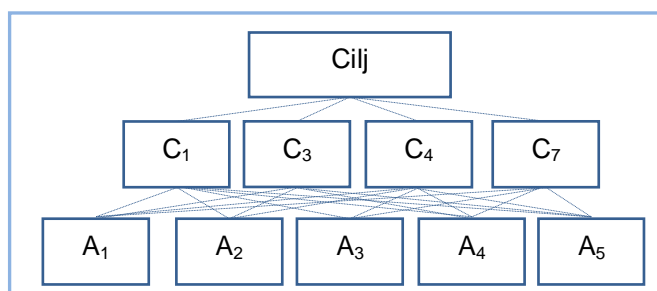 Cilj
C₁ C₃ C₄ C₇
A₁ A₂ A₃ A₄ A₅